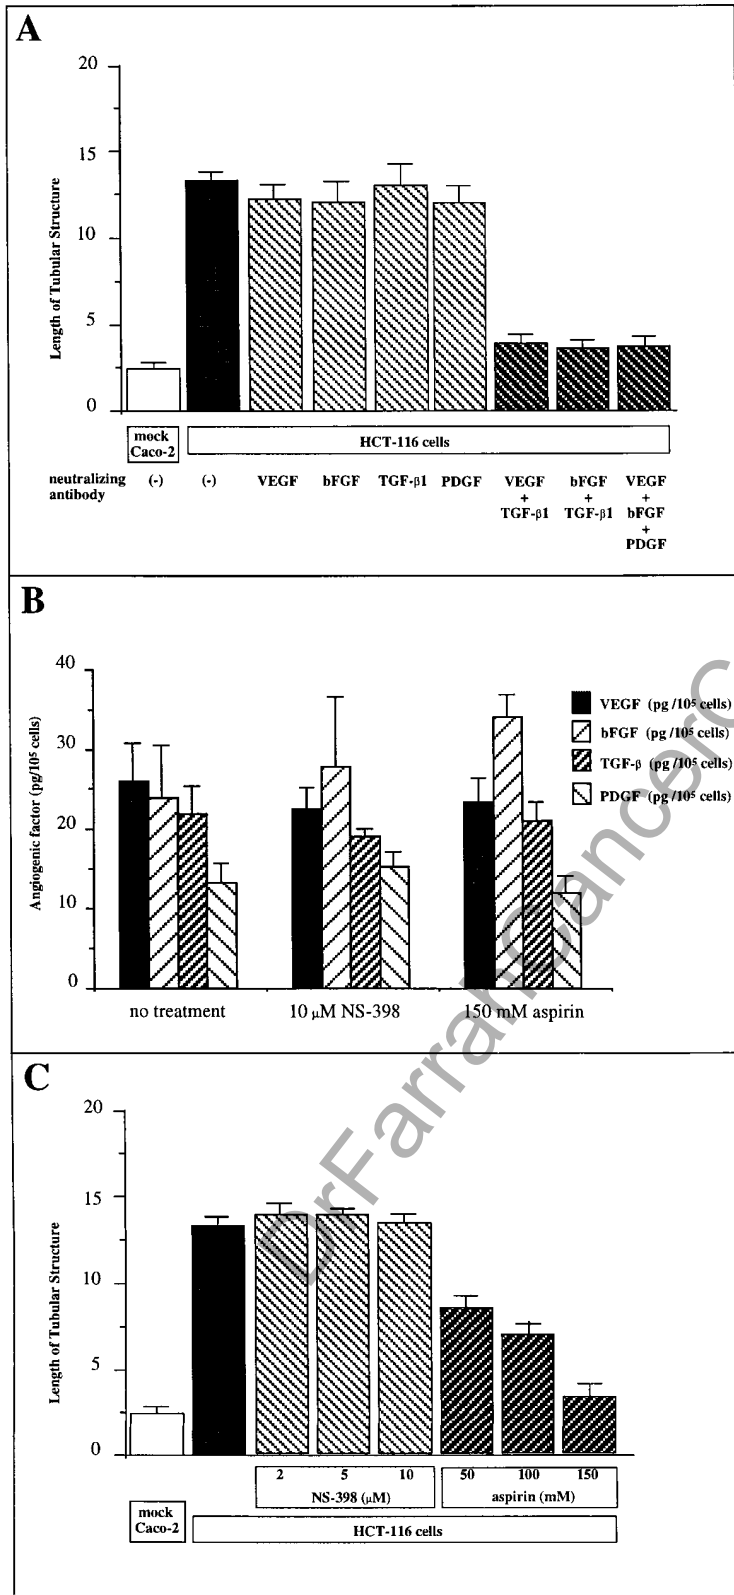 A
20
15
10
5
0
Length of Tubular Structure
mock
Caco-2
HCT-116 cells
neutralizing
antibody
(-)
(-)
VEGF
bFGF
TGF-β1
PDGF
VEGF
+
TGF-β1
bFGF
+
TGF-β1
VEGF
+
bFGF
+
PDGF
B
40
30
20
10
0
Angiogenic factor (pg/10⁵ cells)
VEGF (pg /10⁵ cells)
bFGF (pg /10⁵ cells)
TGF-β (pg /10⁵ cells)
PDGF (pg /10⁵ cells)
no treatment
10 µM NS-398
150 mM aspirin
C
20
15
10
5
0
Length of Tubular Structure
2
5
10
NS-398 (µM)
50
100
150
aspirin (mM)
mock
Caco-2
HCT-116 cells
DrFarrahCancerC